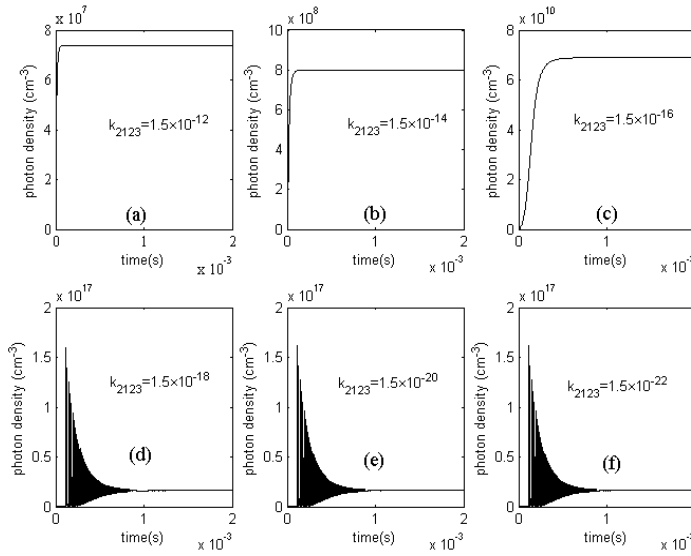 x 10^7
x 10^8
x 10^10
8
7
6
5
4
3
2
1
0
photon density (cm^-3)
k_2123=1.5×10^-12
(a)
0 1 2
time(s)
x 10^-3
10
8
6
4
2
0
photon density (cm^-3)
k_2123=1.5×10^-14
(b)
0 1 2
time(s)
x 10^-3
8
6
4
2
0
photon density (cm^-3)
k_2123=1.5×10^-16
(c)
0 1
time(s)
x 10^-3
x 10^17
2
1.5
1
0.5
0
photon density (cm^-3)
k_2123=1.5×10^-18
(d)
0 1 2
time(s)
x 10^-3
x 10^17
2
1.5
1
0.5
0
photon density (cm^-3)
k_2123=1.5×10^-20
(e)
0 1 2
time(s)
x 10^-3
x 10^17
2
1.5
1
0.5
0
photon density (cm^-3)
k_2123=1.5×10^-22
(f)
0 1
time(s)
x 10^-3